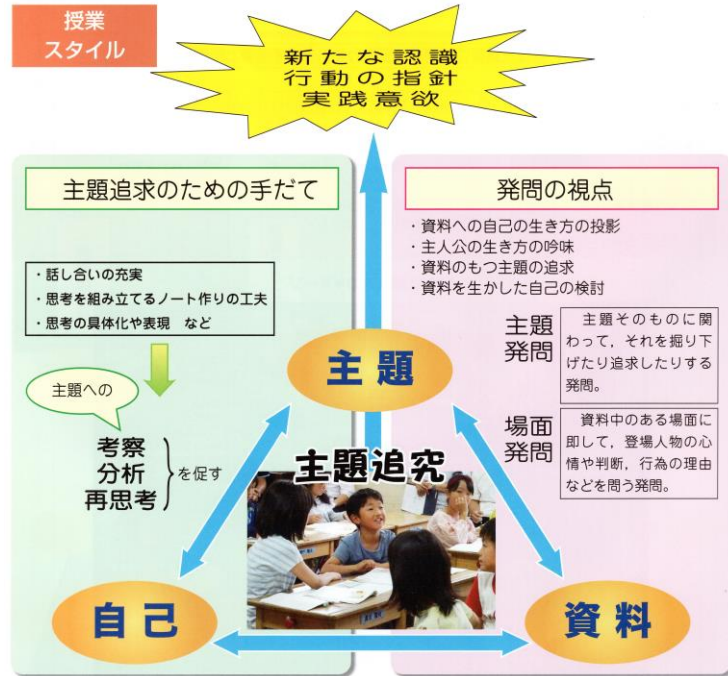 授業
スタイル
新たな認識
行動の指針
実践意欲
主題追求のための手だて
・話し合いの充実
・思考を組み立てるノート作りの工夫
・思考の具体化や表現　など
主題への
考察
分析
再思考
を促す
発問の視点
・資料への自己の生き方の投影
・主人公の生き方の吟味
・資料のもつ主題の追求
・資料を生かした自己の検討
主題
発問
主題そのものに関
わって，それを掘り下
げたり追求したりする
発問。
場面
発問
資料中のある場面に
即して，登場人物の心
情や判断，行為の理由
などを問う発問。
主題
主題追究
自己
資料